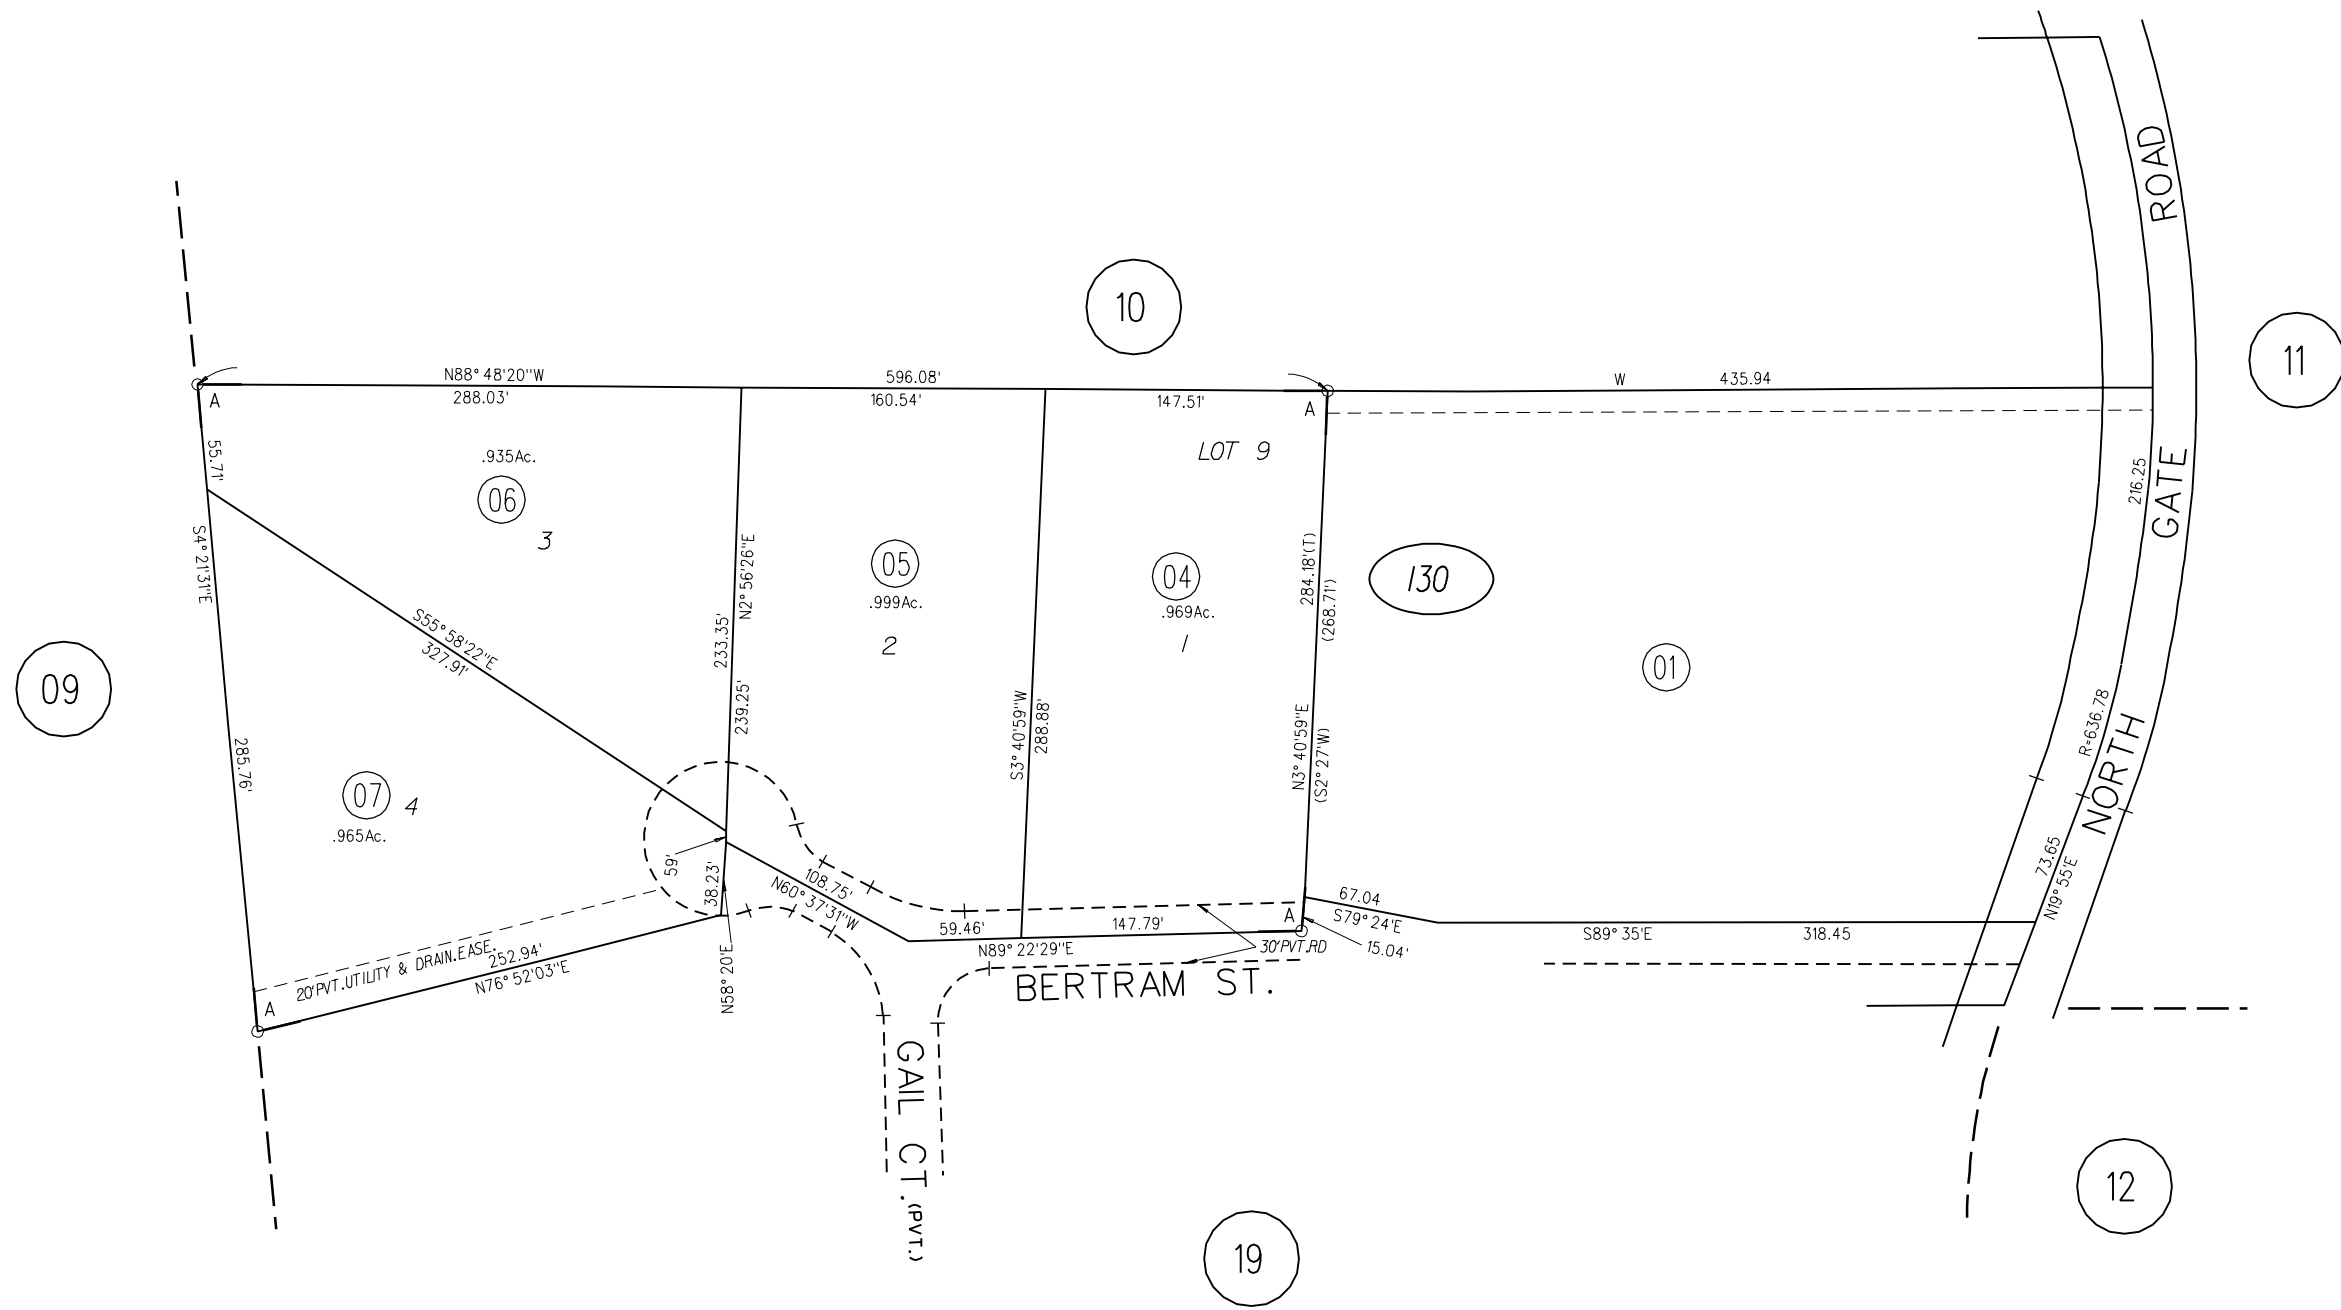 ROAD
10
11
N88°48'20"W
596.08'
W
435.94
288.03'
160.54'
147.51'
A
A
LOT 9
55.71'
.935Ac.
06
3
216.25
GATE
S4°21'31"E
N2°56'26"E
05
.999Ac.
2
04
.969Ac.
1
284.18'(T)
(268.71')
130
01
S55°58'22"E
327.91'
233.35'
239.25'
09
S3°40'59"W
288.88'
N3°40'59"E
(S2°27'W)
R=636.78
NORTH
285.76'
07
4
.965Ac.
59'
38.23'
108.75'
N60°37'31"W
73.65
N19°55'E
67.04
S79°24'E
A
15.04'
59.46'
147.79'
N89°22'29"E
30'PVT.RD
S89°35'E
318.45
20'PVT.UTILITY & DRAIN.EASE.
252.94'
N76°52'03"E
A
N58°20'E
BERTRAM ST.
GAIL CT.(PVT.)
12
19